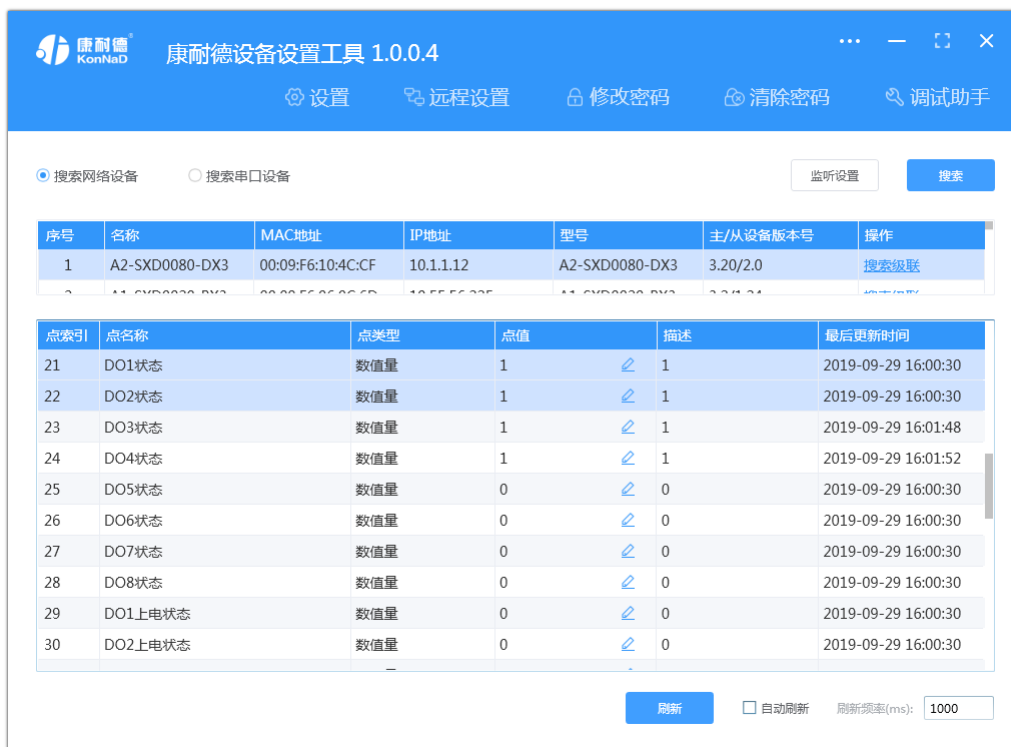 康耐德®
KonNaD
康耐德设备设置工具 1.0.0.4
设置 远程设置 修改密码 清除密码 调试助手
搜索网络设备 搜索串口设备 监听设置 搜索
序号 名称 MAC地址 IP地址 型号 主/从设备版本号 操作
1 A2-SXD0080-DX3 00:09:F6:10:4C:CF 10.1.1.12 A2-SXD0080-DX3 3.20/2.0 搜索级联
点索引 点名称 点类型 点值 描述 最后更新时间
21 DO1状态 数值量 1 1 2019-09-29 16:00:30
22 DO2状态 数值量 1 1 2019-09-29 16:00:30
23 DO3状态 数值量 1 1 2019-09-29 16:01:48
24 DO4状态 数值量 1 1 2019-09-29 16:01:52
25 DO5状态 数值量 0 0 2019-09-29 16:00:30
26 DO6状态 数值量 0 0 2019-09-29 16:00:30
27 DO7状态 数值量 0 0 2019-09-29 16:00:30
28 DO8状态 数值量 0 0 2019-09-29 16:00:30
29 DO1上电状态 数值量 0 0 2019-09-29 16:00:30
30 DO2上电状态 数值量 0 0 2019-09-29 16:00:30
刷新 自动刷新 刷新频率(ms): 1000